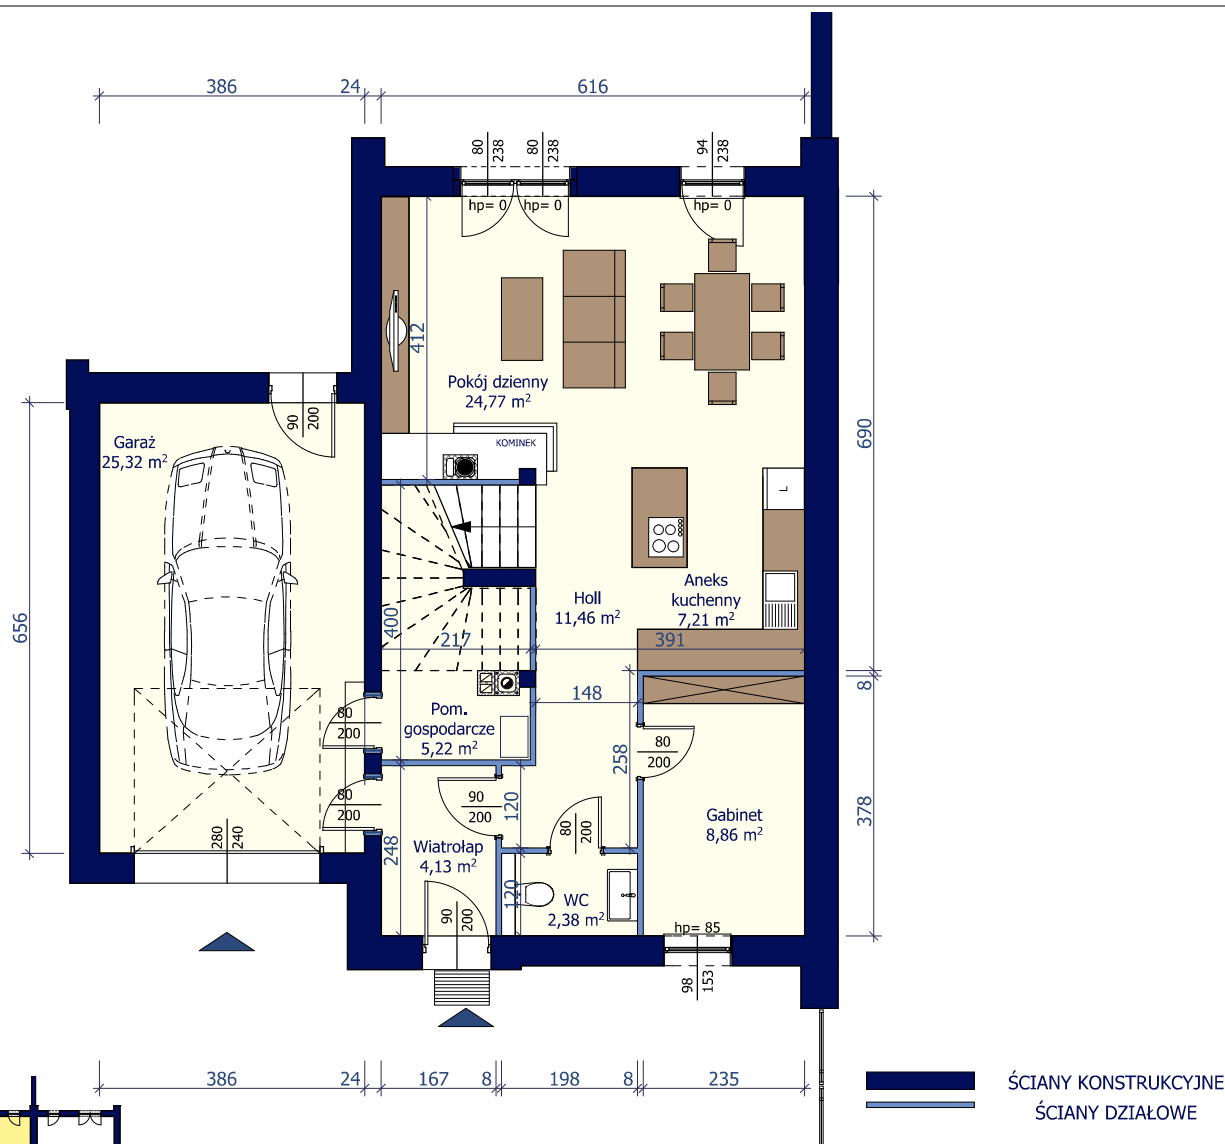 386
24
616
80
238
80
238
94
238
hp= 0
hp= 0
hp= 0
412
Pokój dzienny
24,77 m²
KOMINEK
90
200
Garaż
25,32 m²
690
L
Aneks
kuchenny
7,21 m²
Holl
11,46 m²
400
217
391
656
148
8
Pom.
gospodarcze
5,22 m²
80
200
80
200
258
80
200
90
200
120
80
200
Gabinet
8,86 m²
378
280
240
248
Wiatrołap
4,13 m²
120
WC
2,38 m²
90
200
hp= 85
98
153
386
24
167
8
198
8
235
ŚCIANY KONSTRUKCYJNE
ŚCIANY DZIAŁOWE